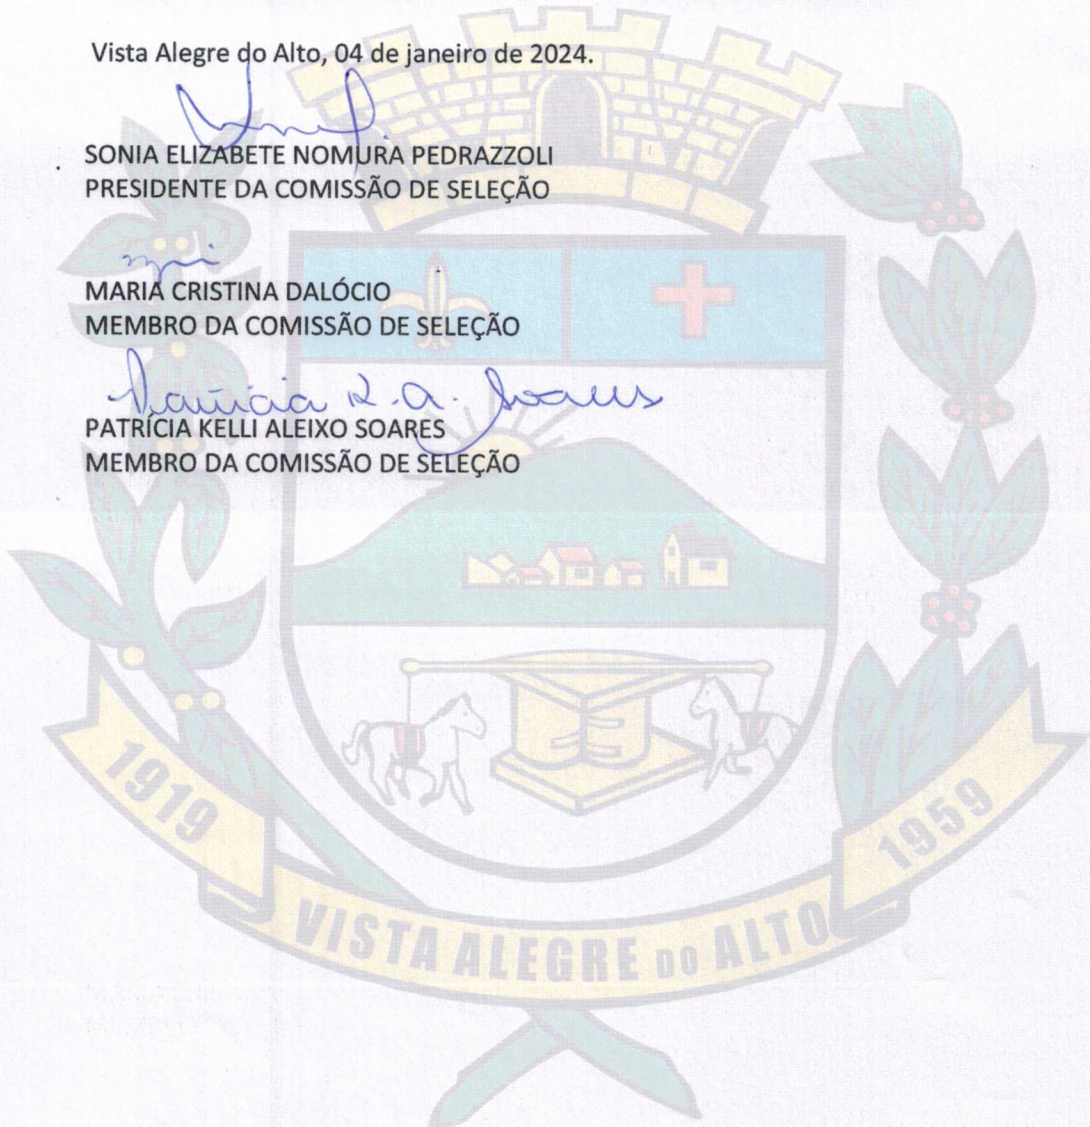 Vista Alegre do Alto, 04 de janeiro de 2024.
SONIA ELIZABETE NOMURA PEDRAZZOLI
PRESIDENTE DA COMISSÃO DE SELEÇÃO
MARIA CRISTINA DALÓCIO
MEMBRO DA COMISSÃO DE SELEÇÃO
Patrícia K. A. Soares
PATRÍCIA KELLI ALEIXO SOARES
MEMBRO DA COMISSÃO DE SELEÇÃO
1919
1959
VISTA ALEGRE DO ALTO